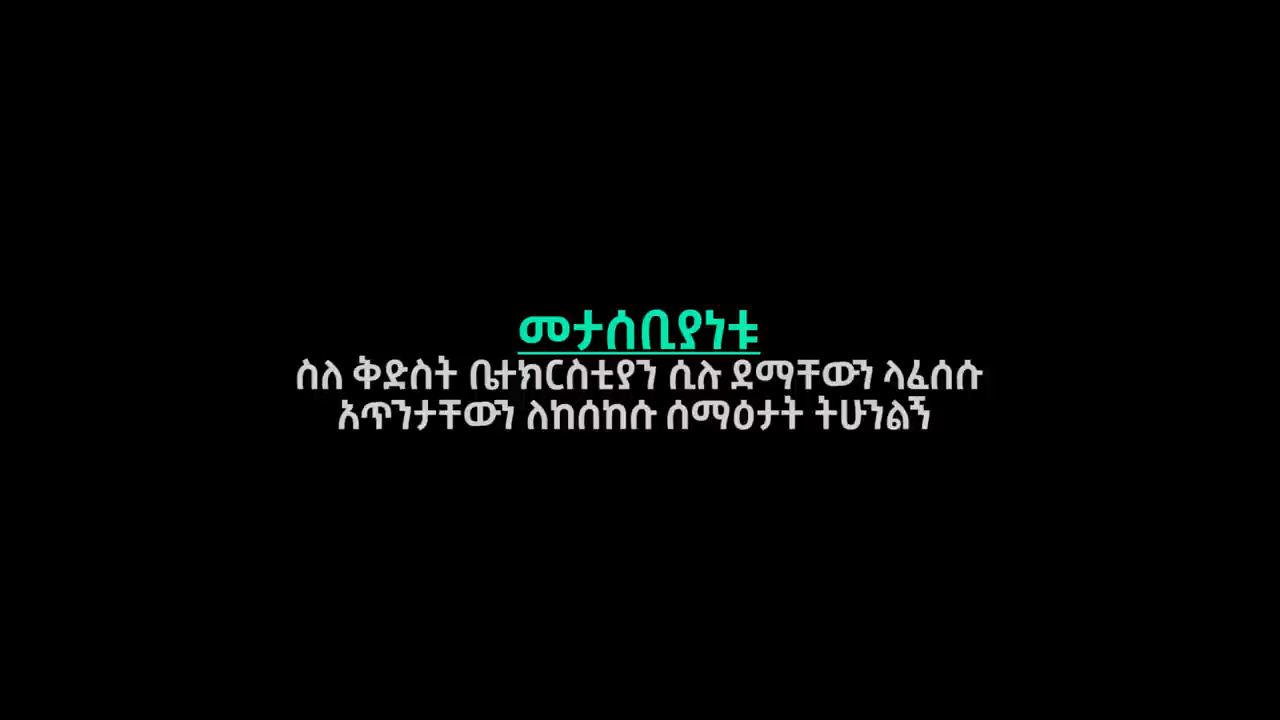 መታሰቢያነቱ
ስለ ቅድስት ቤተክርስቲያን ሲሉ ደማቸውን ላፈሰሱ
አጥንታቸውን ለከሰከሱ ሰማዕታት ትሁንልኝ